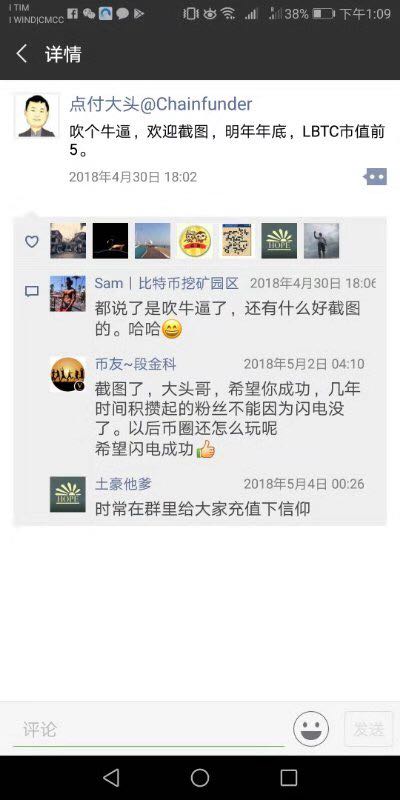 I TIM
I WIND|CMCC
38%
下午1:09
详情
点付大头@Chainfunder
吹个牛逼，欢迎截图，明年年底，LBTC市值前
5。
2018年4月30日 18:02
Sam｜比特币挖矿园区 2018年4月30日 18:06
都说了是吹牛逼了，还有什么好截图
的。哈哈
币友~段金科 2018年5月2日 04:10
截图了，大头哥，希望你成功，几年
时间积攒起的粉丝不能因为闪电没
了。以后币圈还怎么玩呢
希望闪电成功
HOPE
土豪他爹 2018年5月4日 00:26
时常在群里给大家充值下信仰
HOPE
评论
发送